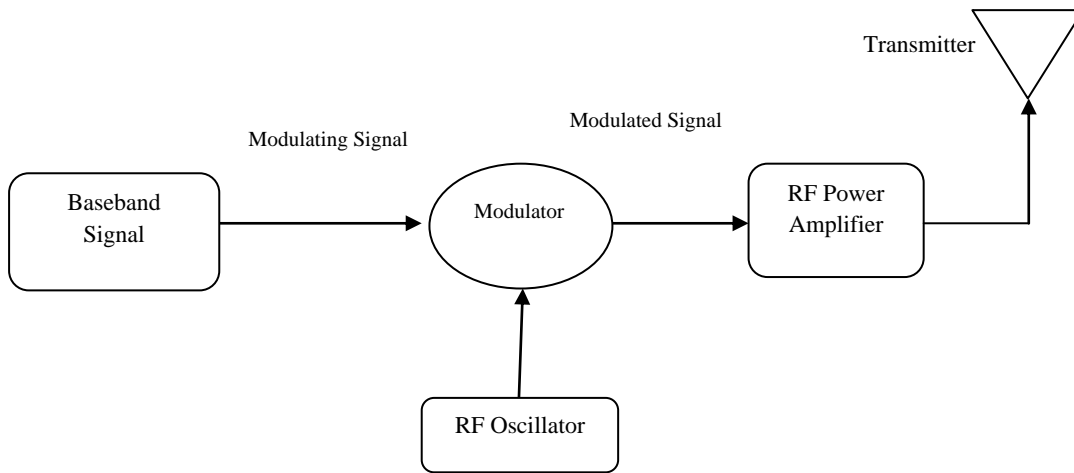 Transmitter
Modulated Signal
Modulating Signal
Baseband
Signal
Modulator
RF Power
Amplifier
RF Oscillator